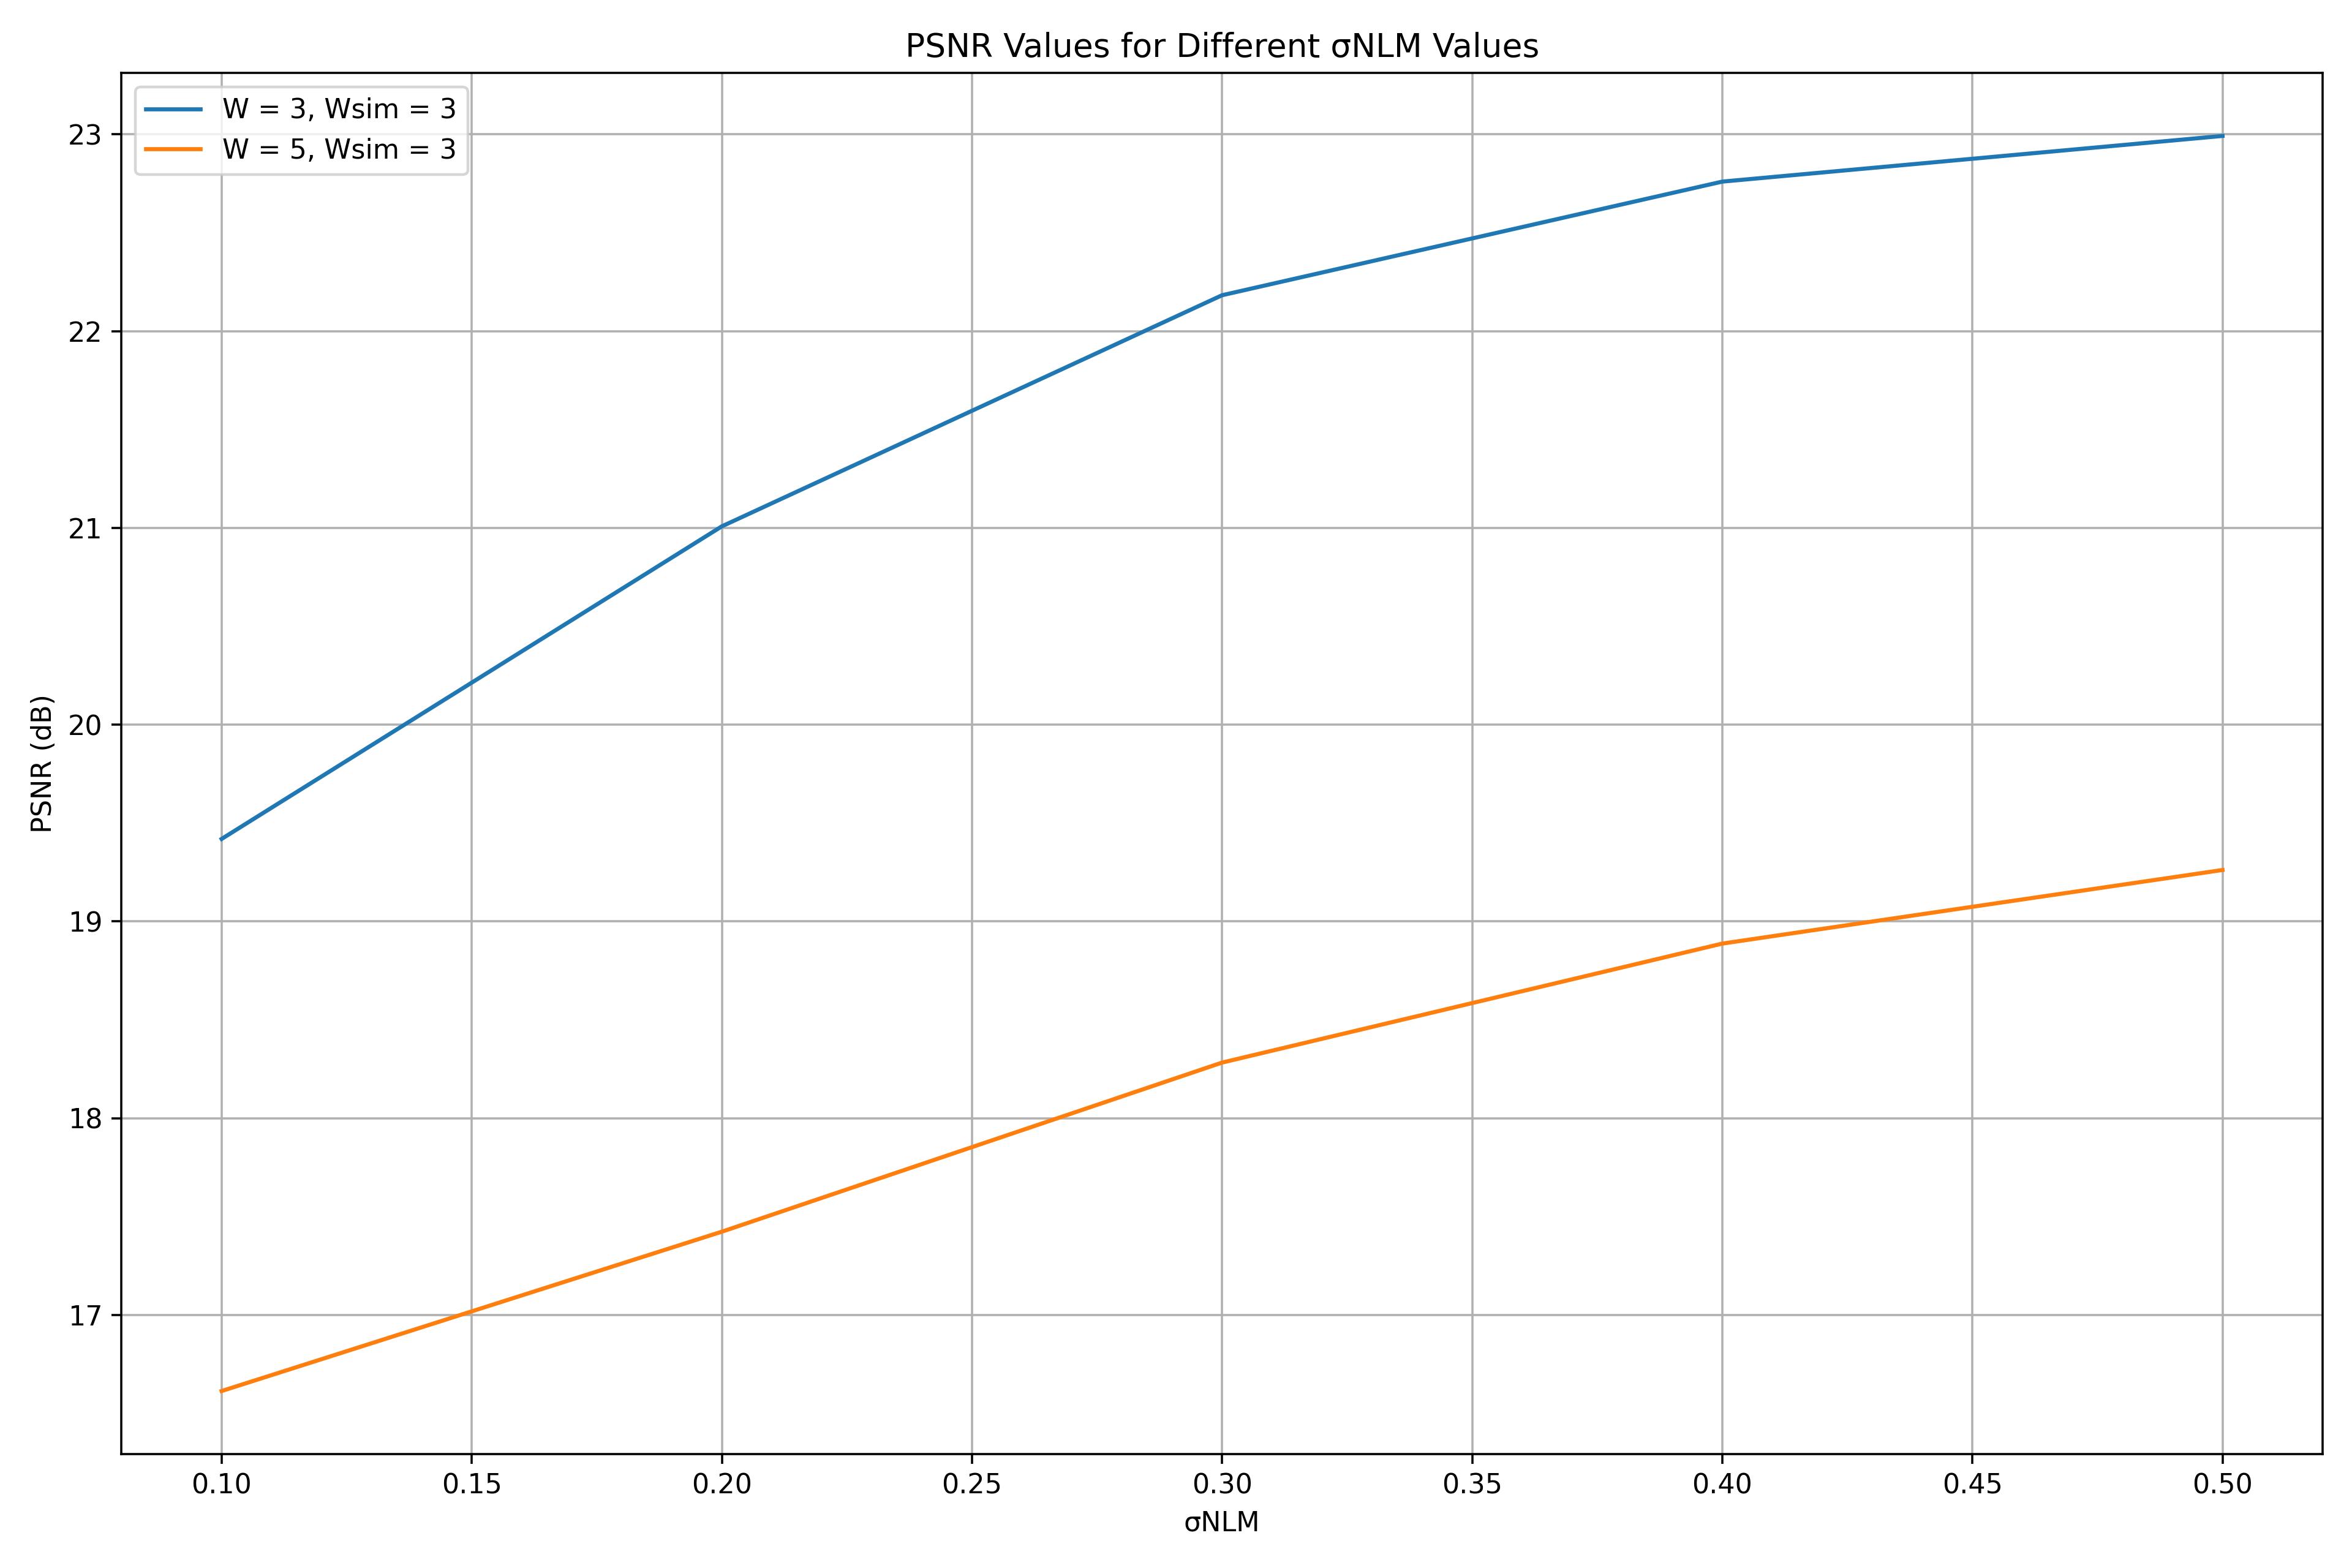 PSNR Values for Different σNLM Values
W = 3, Wsim = 3
W = 5, Wsim = 3
PSNR (dB)
23
22
21
20
19
18
17
0.10 0.15 0.20 0.25 0.30 0.35 0.40 0.45 0.50
σNLM